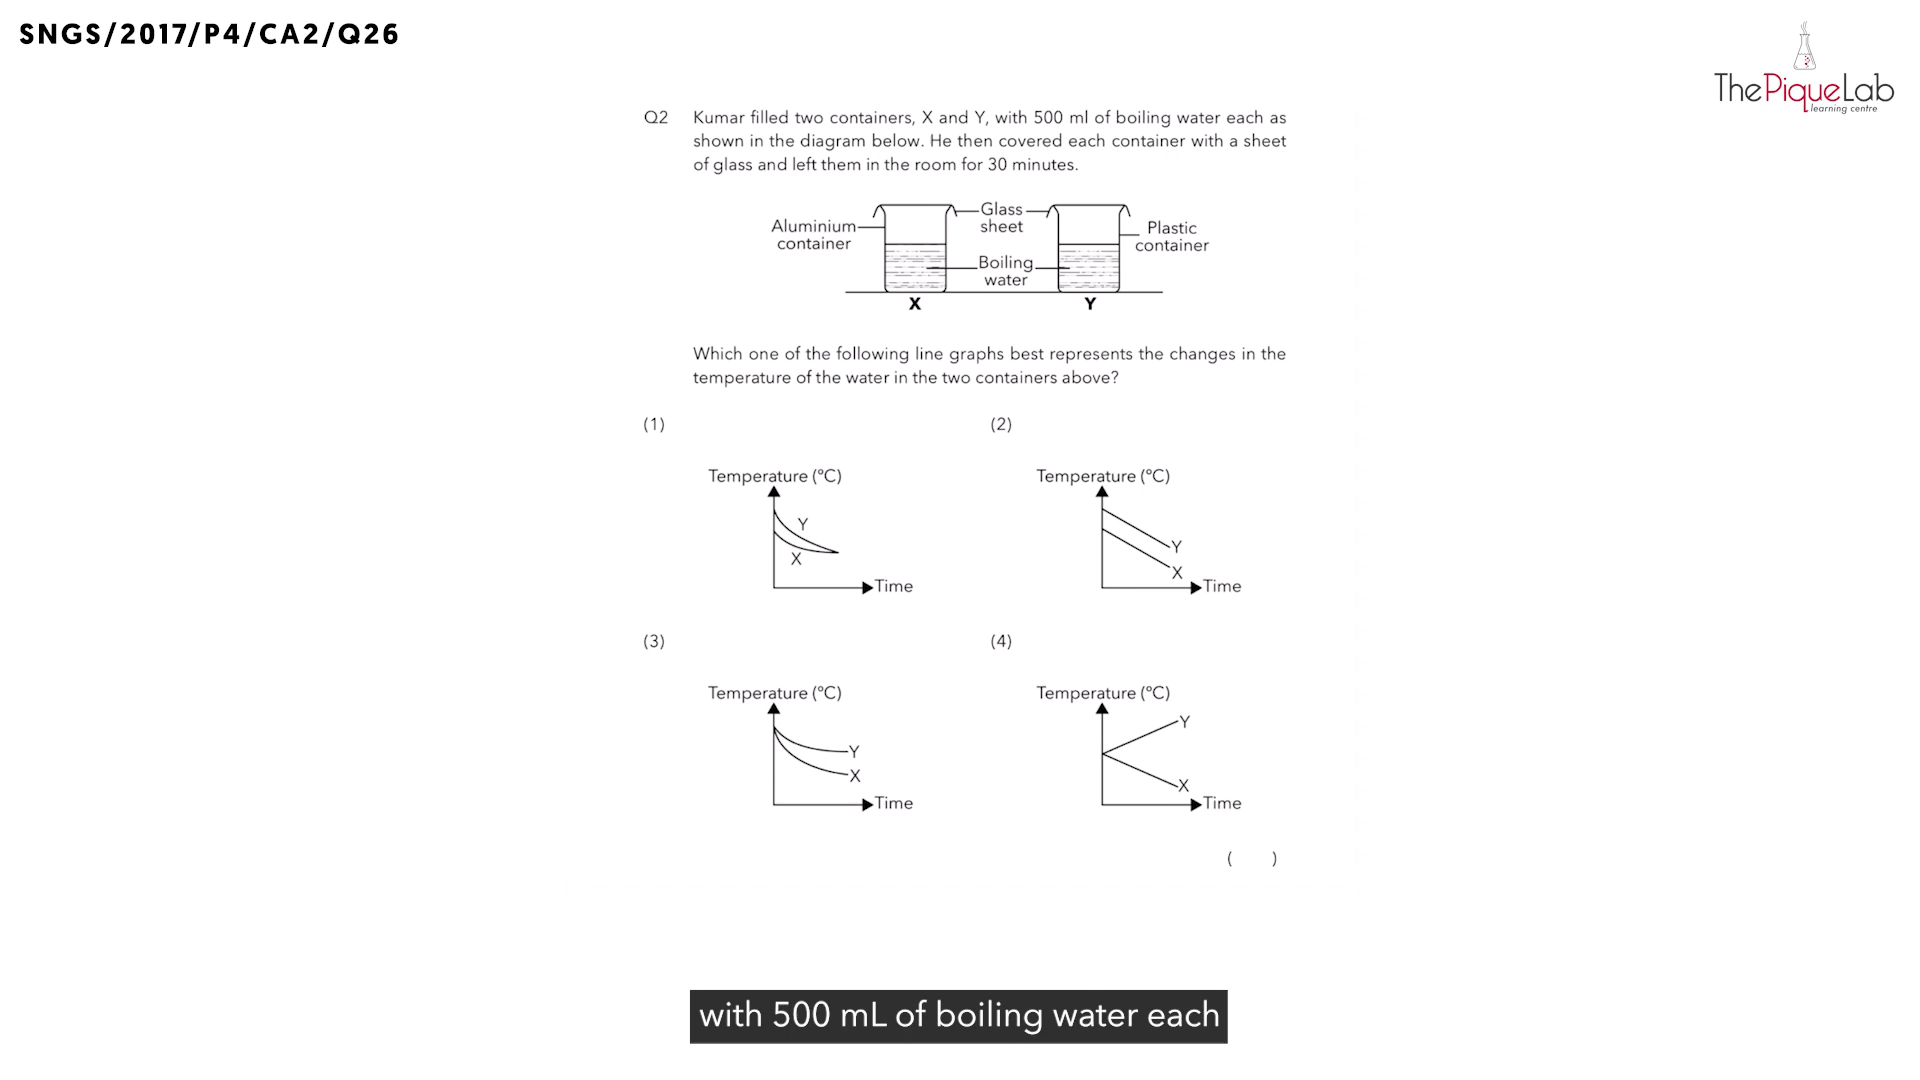 SNGS/2017/P4/CA2/Q26
ThePiqueLab
learning centre
Q2 Kumar filled two containers, X and Y, with 500 ml of boiling water each as
shown in the diagram below. He then covered each container with a sheet
of glass and left them in the room for 30 minutes.
Aluminium
container
Glass
sheet
Boiling
water
Plastic
container
X
Y
Which one of the following line graphs best represents the changes in the
temperature of the water in the two containers above?
(1)
Temperature (°C)
Y
X
Time
(2)
Temperature (°C)
Y
X
Time
(3)
Temperature (°C)
Y
X
Time
(4)
Temperature (°C)
Y
X
Time
( )
with 500 mL of boiling water each